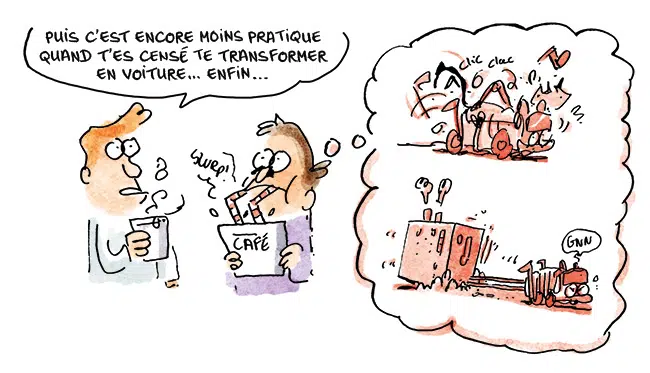 PUIS C'EST ENCORE MOINS PRATIQUE
QUAND T'ES CENSÉ TE TRANSFORMER
EN VOITURE... ENFIN...
CLIC CLAC
SLURP!
CAFÉ
GNN